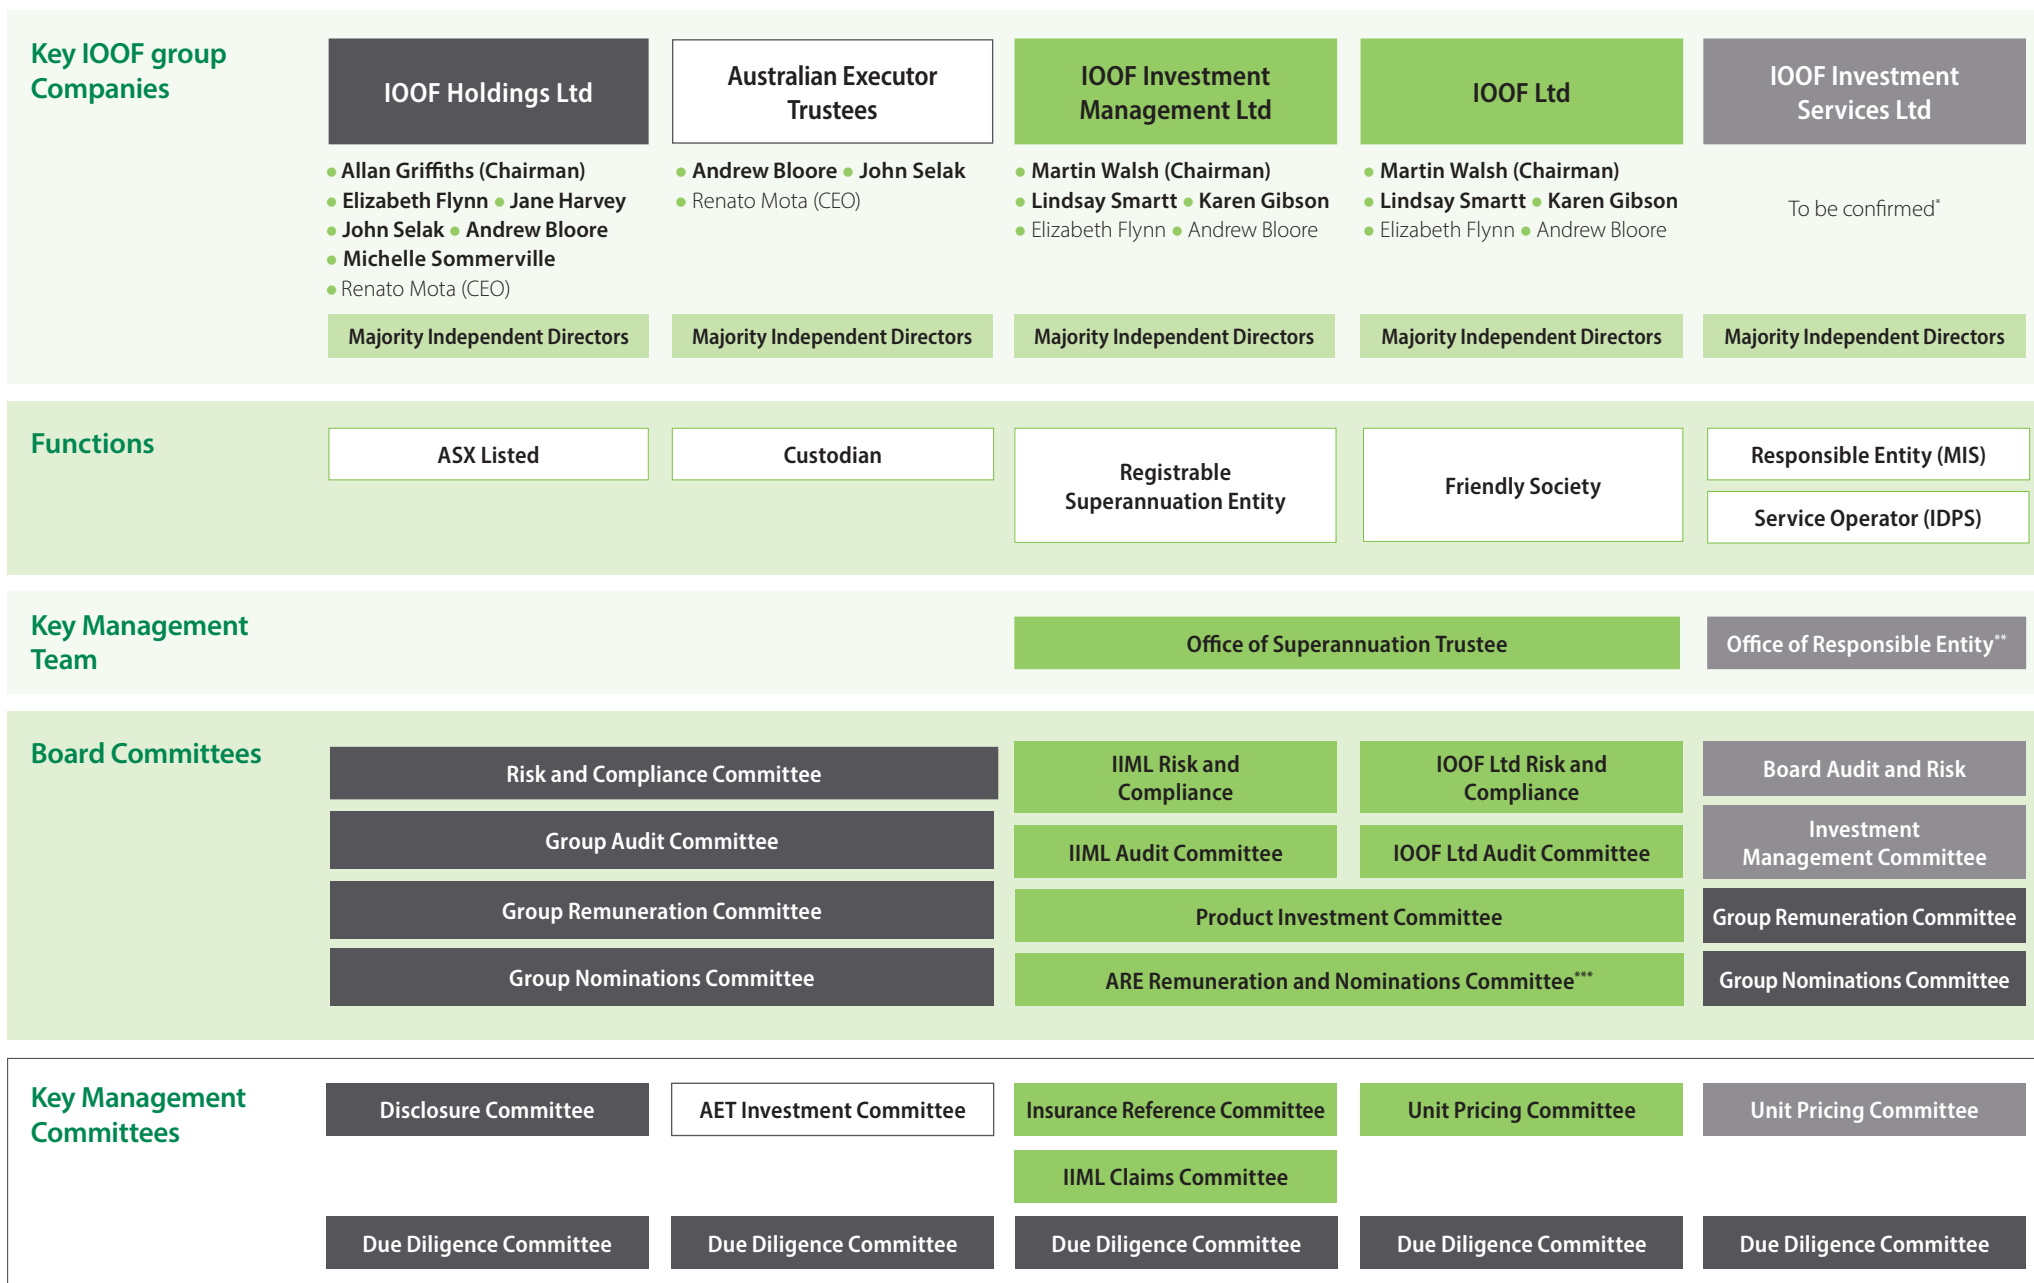 Key IOOF group
Companies
IOOF Holdings Ltd
Australian Executor
Trustees
IOOF Investment
Management Ltd
IOOF Ltd
IOOF Investment
Services Ltd
• Allan Griffiths (Chairman)
• Elizabeth Flynn • Jane Harvey
• John Selak • Andrew Bloore
• Michelle Sommerville
• Renato Mota (CEO)
• Andrew Bloore • John Selak
• Renato Mota (CEO)
• Martin Walsh (Chairman)
• Lindsay Smartt • Karen Gibson
• Elizabeth Flynn • Andrew Bloore
• Martin Walsh (Chairman)
• Lindsay Smartt • Karen Gibson
• Elizabeth Flynn • Andrew Bloore
To be confirmed*
Majority Independent Directors
Majority Independent Directors
Majority Independent Directors
Majority Independent Directors
Majority Independent Directors
Functions
ASX Listed
Custodian
Registrable
Superannuation Entity
Friendly Society
Responsible Entity (MIS)
Service Operator (IDPS)
Key Management
Team
Office of Superannuation Trustee
Office of Responsible Entity**
Board Committees
Risk and Compliance Committee
Group Audit Committee
Group Remuneration Committee
Group Nominations Committee
IIML Risk and
Compliance
IOOF Ltd Risk and
Compliance
IIML Audit Committee
IOOF Ltd Audit Committee
Product Investment Committee
ARE Remuneration and Nominations Committee***
Board Audit and Risk
Investment
Management Committee
Group Remuneration Committee
Group Nominations Committee
Key Management
Committees
Disclosure Committee
AET Investment Committee
Insurance Reference Committee
Unit Pricing Committee
Unit Pricing Committee
IIML Claims Committee
Due Diligence Committee
Due Diligence Committee
Due Diligence Committee
Due Diligence Committee
Due Diligence Committee